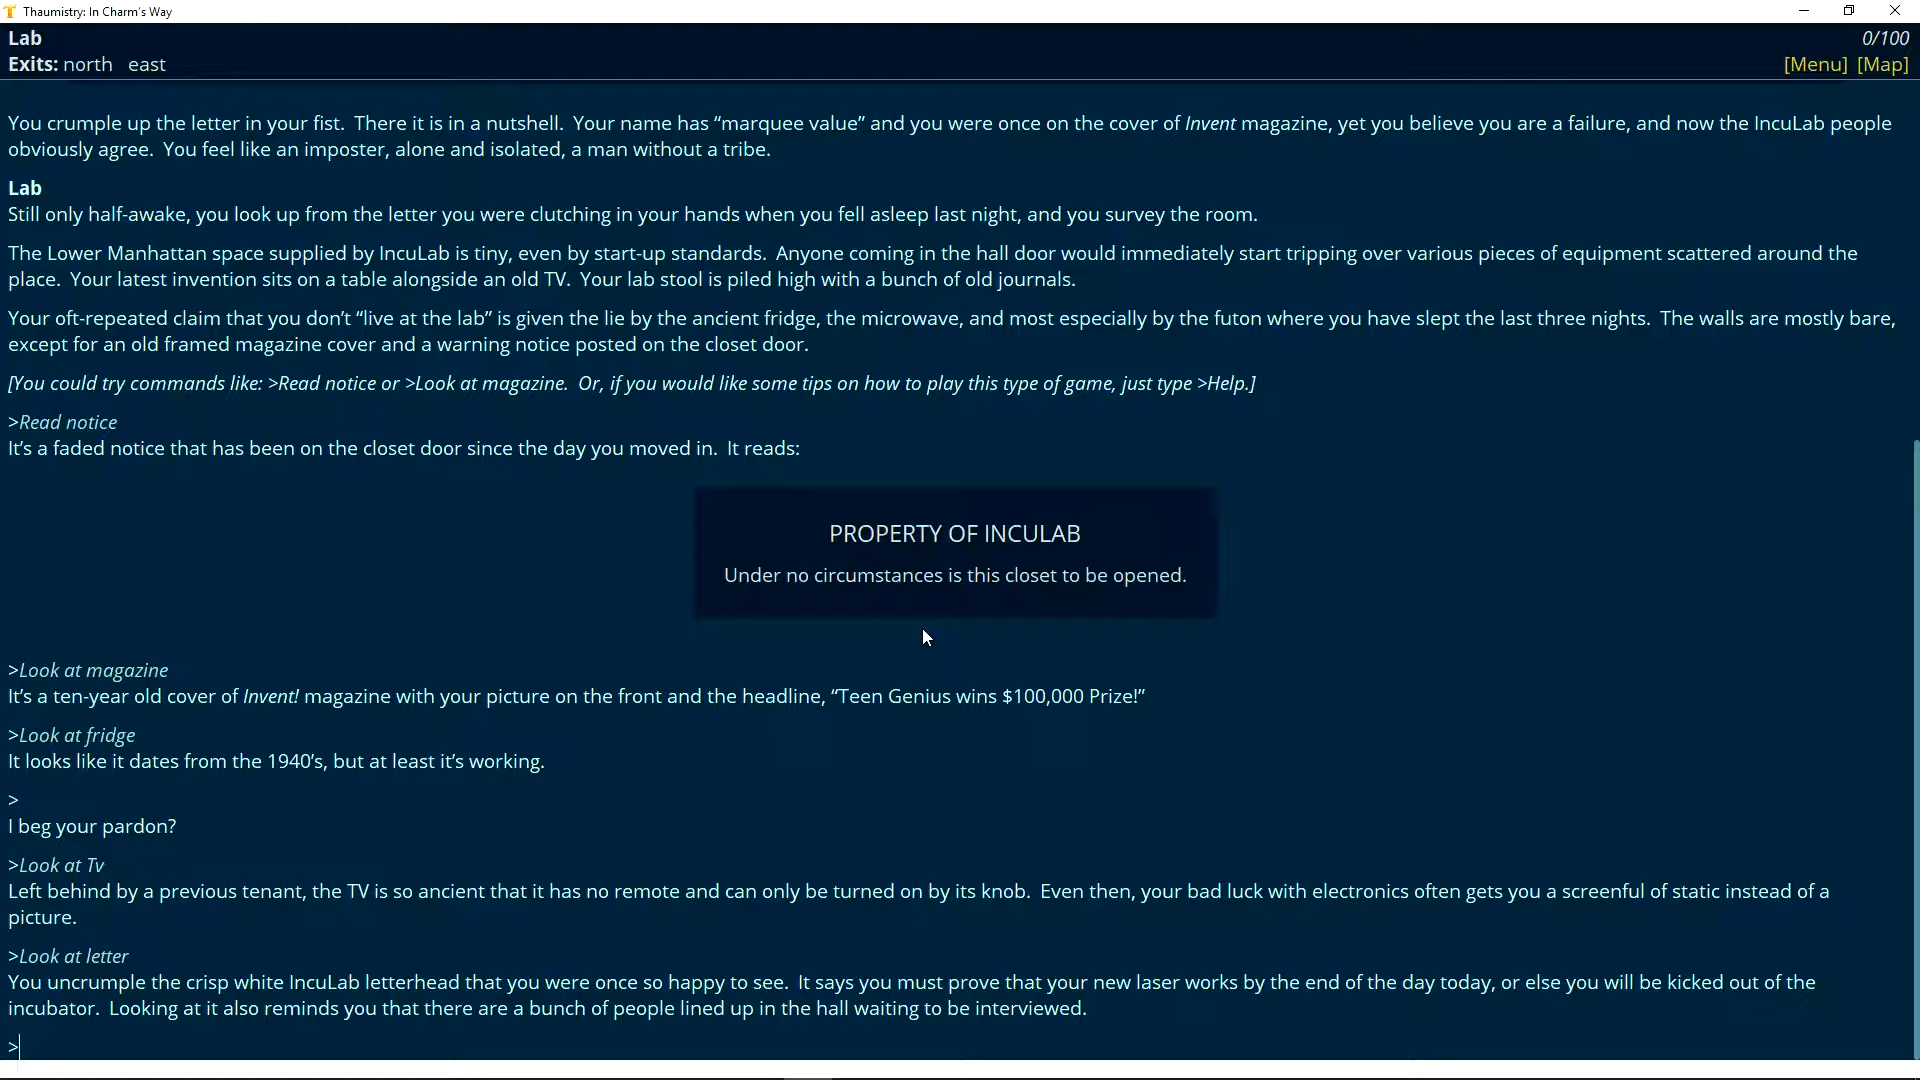 Thaumistry: In Charm's Way
Lab
0/100
Exits: north east
[Menu] [Map]
You crumple up the letter in your fist. There it is in a nutshell. Your name has “marquee value” and you were once on the cover of Invent magazine, yet you believe you are a failure, and now the IncuLab people
obviously agree. You feel like an imposter, alone and isolated, a man without a tribe.
Lab
Still only half-awake, you look up from the letter you were clutching in your hands when you fell asleep last night, and you survey the room.
The Lower Manhattan space supplied by IncuLab is tiny, even by start-up standards. Anyone coming in the hall door would immediately start tripping over various pieces of equipment scattered around the
place. Your latest invention sits on a table alongside an old TV. Your lab stool is piled high with a bunch of old journals.
Your oft-repeated claim that you don’t “live at the lab” is given the lie by the ancient fridge, the microwave, and most especially by the futon where you have slept the last three nights. The walls are mostly bare,
except for an old framed magazine cover and a warning notice posted on the closet door.
[You could try commands like: >Read notice or >Look at magazine. Or, if you would like some tips on how to play this type of game, just type >Help.]
>Read notice
It’s a faded notice that has been on the closet door since the day you moved in. It reads:
PROPERTY OF INCULAB
Under no circumstances is this closet to be opened.
>Look at magazine
It’s a ten-year old cover of Invent! magazine with your picture on the front and the headline, “Teen Genius wins $100,000 Prize!”
>Look at fridge
It looks like it dates from the 1940’s, but at least it’s working.
>
I beg your pardon?
>Look at Tv
Left behind by a previous tenant, the TV is so ancient that it has no remote and can only be turned on by its knob. Even then, your bad luck with electronics often gets you a screenful of static instead of a
picture.
>Look at letter
You uncrumple the crisp white IncuLab letterhead that you were once so happy to see. It says you must prove that your new laser works by the end of the day today, or else you will be kicked out of the
incubator. Looking at it also reminds you that there are a bunch of people lined up in the hall waiting to be interviewed.
>